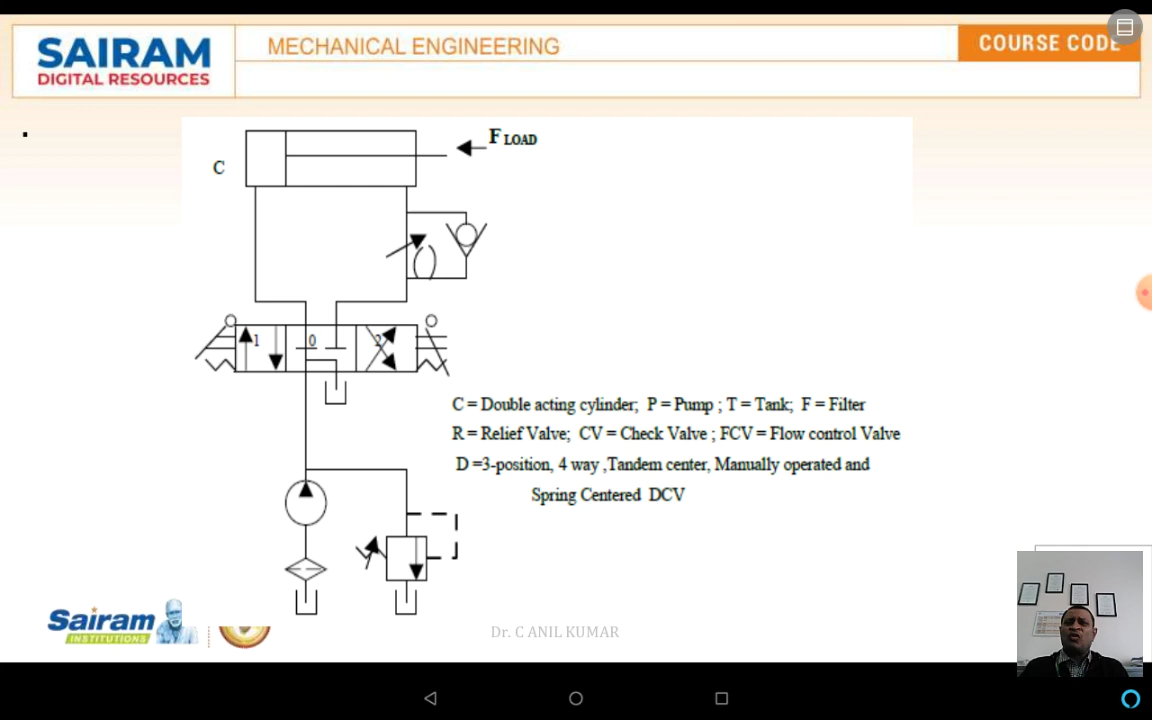 SAIRAM
DIGITAL RESOURCES
MECHANICAL ENGINEERING
COURSE CODE
F LOAD
C
1
0
2
C = Double acting cylinder; P = Pump ; T = Tank; F = Filter
R = Relief Valve; CV = Check Valve ; FCV = Flow control Valve
D =3-position, 4 way ,Tandem center, Manually operated and
Spring Centered DCV
Sairam
INSTITUTIONS
Dr. C ANIL KUMAR